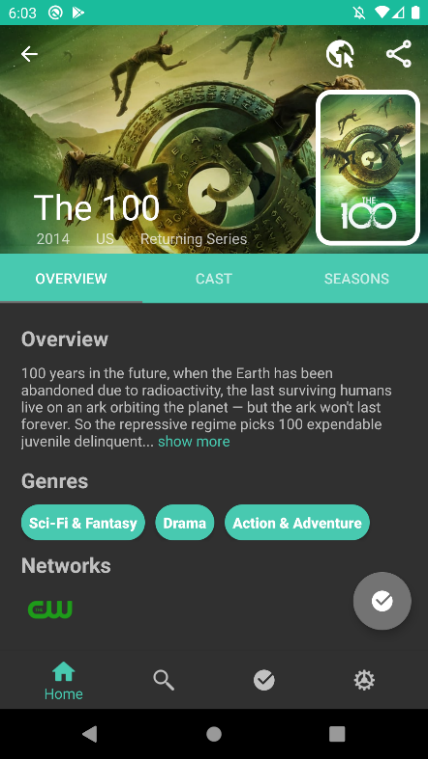 6:03
The 100
2014 US Returning Series
THE
100
OVERVIEW CAST SEASONS
Overview
100 years in the future, when the Earth has been
abandoned due to radioactivity, the last surviving humans
live on an ark orbiting the planet — but the ark won't last
forever. So the repressive regime picks 100 expendable
juvenile delinquent... show more
Genres
Sci-Fi & Fantasy Drama Action & Adventure
Networks
CW
Home